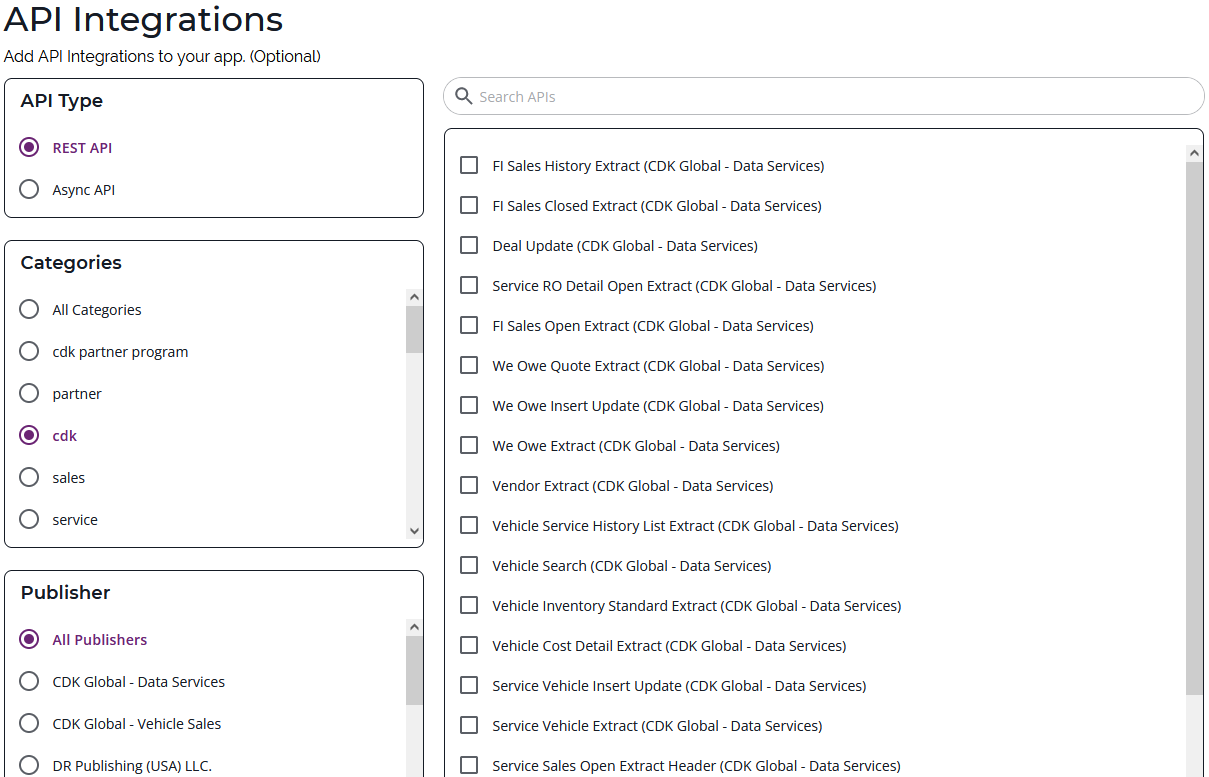 API Integrations
Add API Integrations to your app. (Optional)
API Type
REST API
Async API
Categories
All Categories
cdk partner program
partner
cdk
sales
service
Publisher
All Publishers
CDK Global - Data Services
CDK Global - Vehicle Sales
DR Publishing (USA) LLC.
Search APIs
FI Sales History Extract (CDK Global - Data Services)
FI Sales Closed Extract (CDK Global - Data Services)
Deal Update (CDK Global - Data Services)
Service RO Detail Open Extract (CDK Global - Data Services)
FI Sales Open Extract (CDK Global - Data Services)
We Owe Quote Extract (CDK Global - Data Services)
We Owe Insert Update (CDK Global - Data Services)
We Owe Extract (CDK Global - Data Services)
Vendor Extract (CDK Global - Data Services)
Vehicle Service History List Extract (CDK Global - Data Services)
Vehicle Search (CDK Global - Data Services)
Vehicle Inventory Standard Extract (CDK Global - Data Services)
Vehicle Cost Detail Extract (CDK Global - Data Services)
Service Vehicle Insert Update (CDK Global - Data Services)
Service Vehicle Extract (CDK Global - Data Services)
Service Sales Open Extract Header (CDK Global - Data Services)